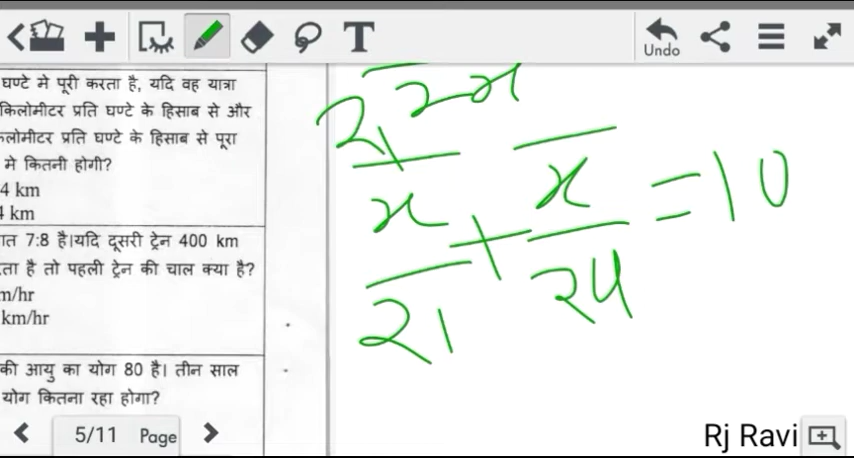 T
Undo
घण्टे मे पूरी करता है, यदि वह यात्रा
किलोमीटर प्रति घण्टे के हिसाब से और
लोमीटर प्रति घण्टे के हिसाब से पूरा
मे कितनी होगी?
4 km
4 km
7:8 है।यदि दूसरी ट्रेन 400 km
ता है तो पहली ट्रेन की चाल क्या है?
m/hr
km/hr
की आयु का योग 80 है। तीन साल
योग कितना रहा होगा?
21 2x
x x
+ = 10
21 24
5/11 Page
Rj Ravi